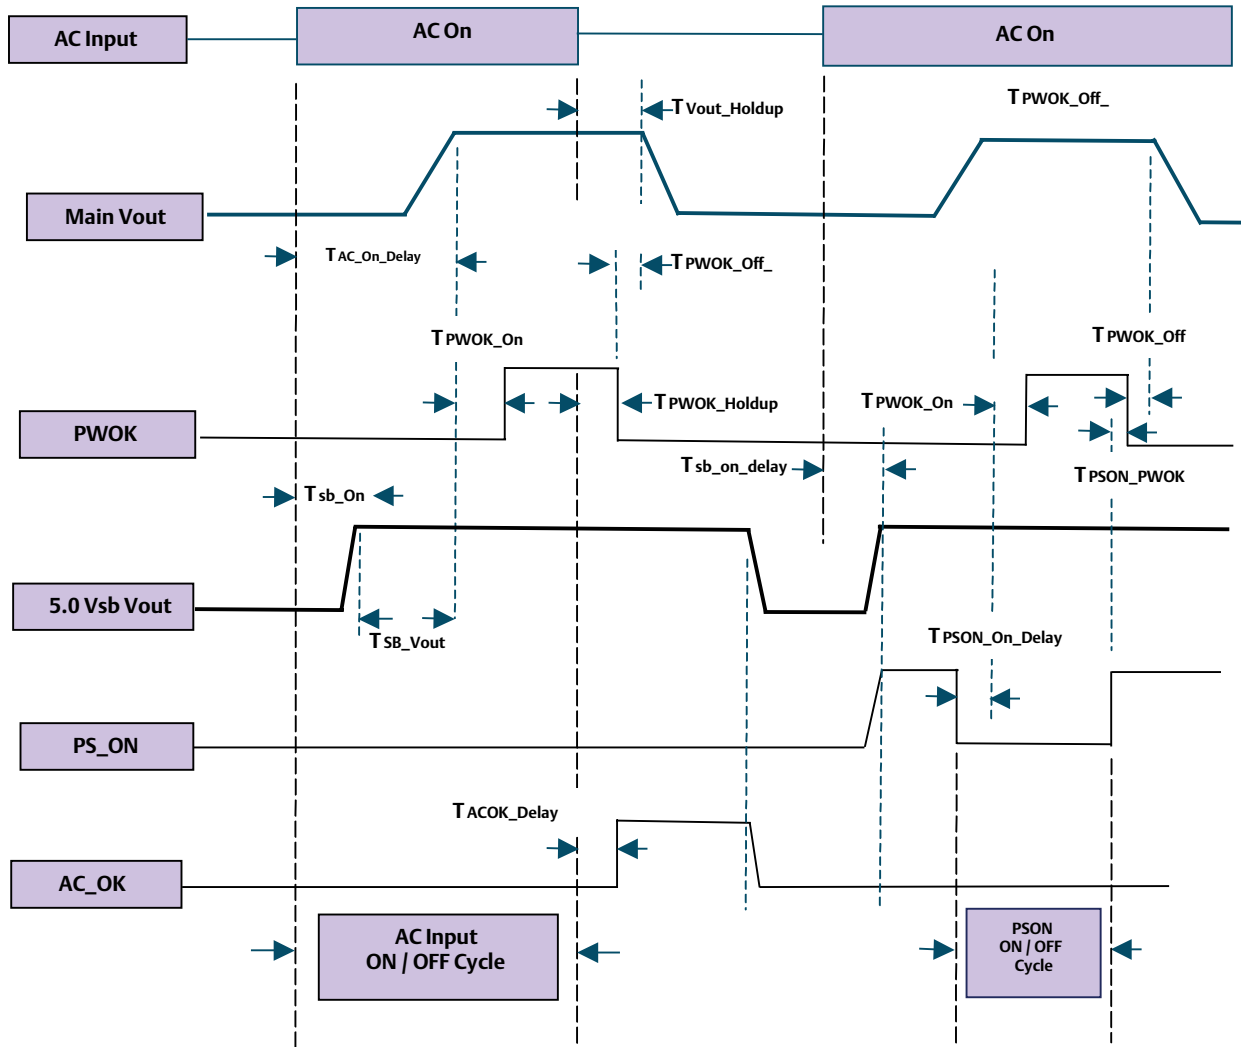 AC Input
AC On
AC On
T Vout_Holdup
T PWOK_Off_
Main Vout
T AC_On_Delay
T PWOK_Off_
T PWOK_On
T PWOK_Off
PWOK
T PWOK_Holdup
T PWOK_On
T sb_on_delay
T PSON_PWOK
T sb_On
5.0 Vsb Vout
T SB_Vout
T PSON_On_Delay
PS_ON
T ACOK_Delay
AC_OK
AC Input
ON / OFF Cycle
PSON
ON / OFF
Cycle